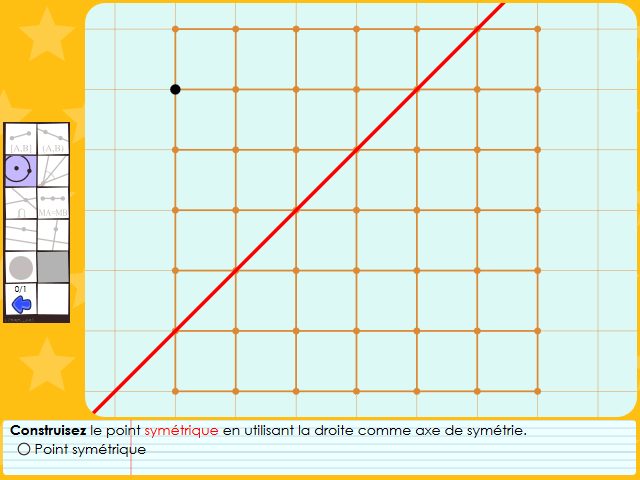 [A,B] (A,B)
MA=MB
0/1
Construisez le point symétrique en utilisant la droite comme axe de symétrie.
Point symétrique